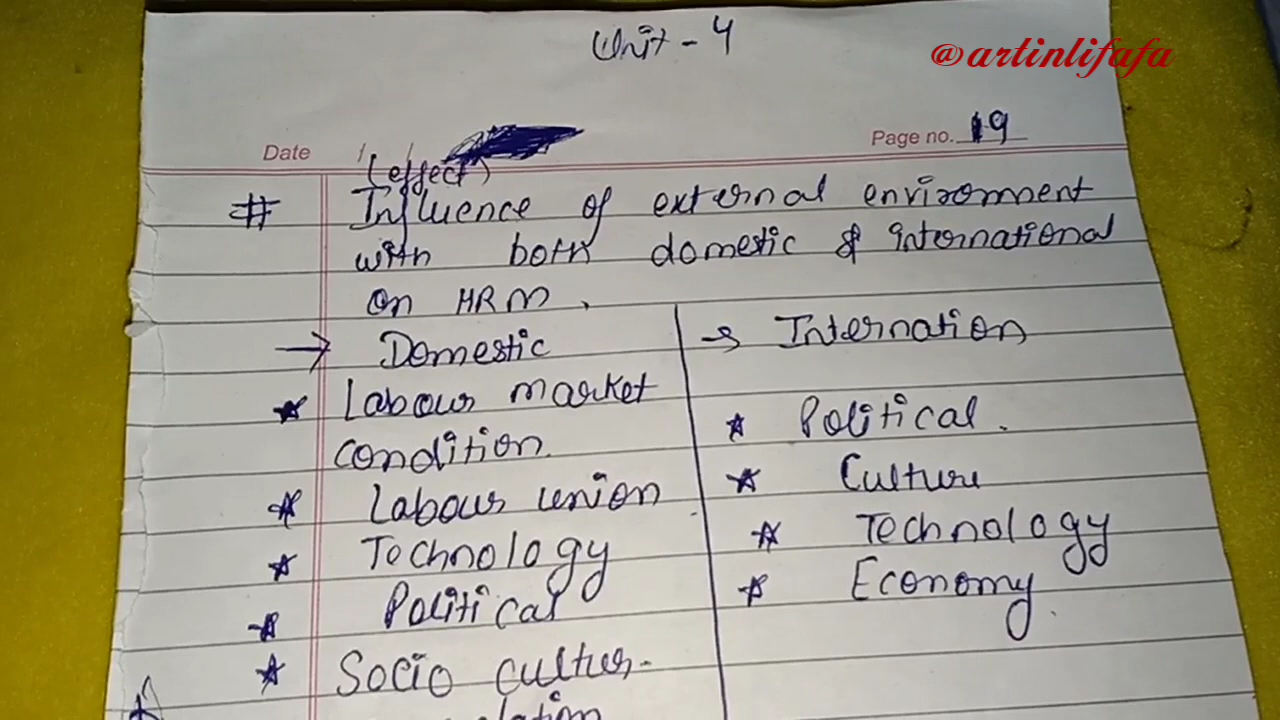 Unit - 4
@artinlifafa
Date
Page no. 19
(effect)
# Influence of external enviroment
with both domestic & international
on HRM.
→ Domestic
→ Internation
★ Labour market
condition.
★ Political.
★ Culture
★ Labour union
★ Technology
★ Technology
★ Economy.
★ Political
★ Socio cultur-